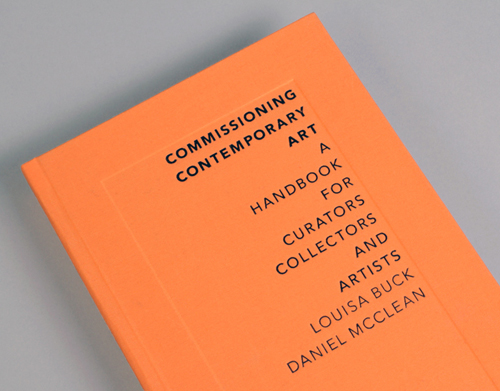 COMMISSIONING
CONTEMPORARY
ART
A
HANDBOOK
FOR
CURATORS
COLLECTORS
AND
ARTISTS
LOUISA BUCK
DANIEL MCCLEAN